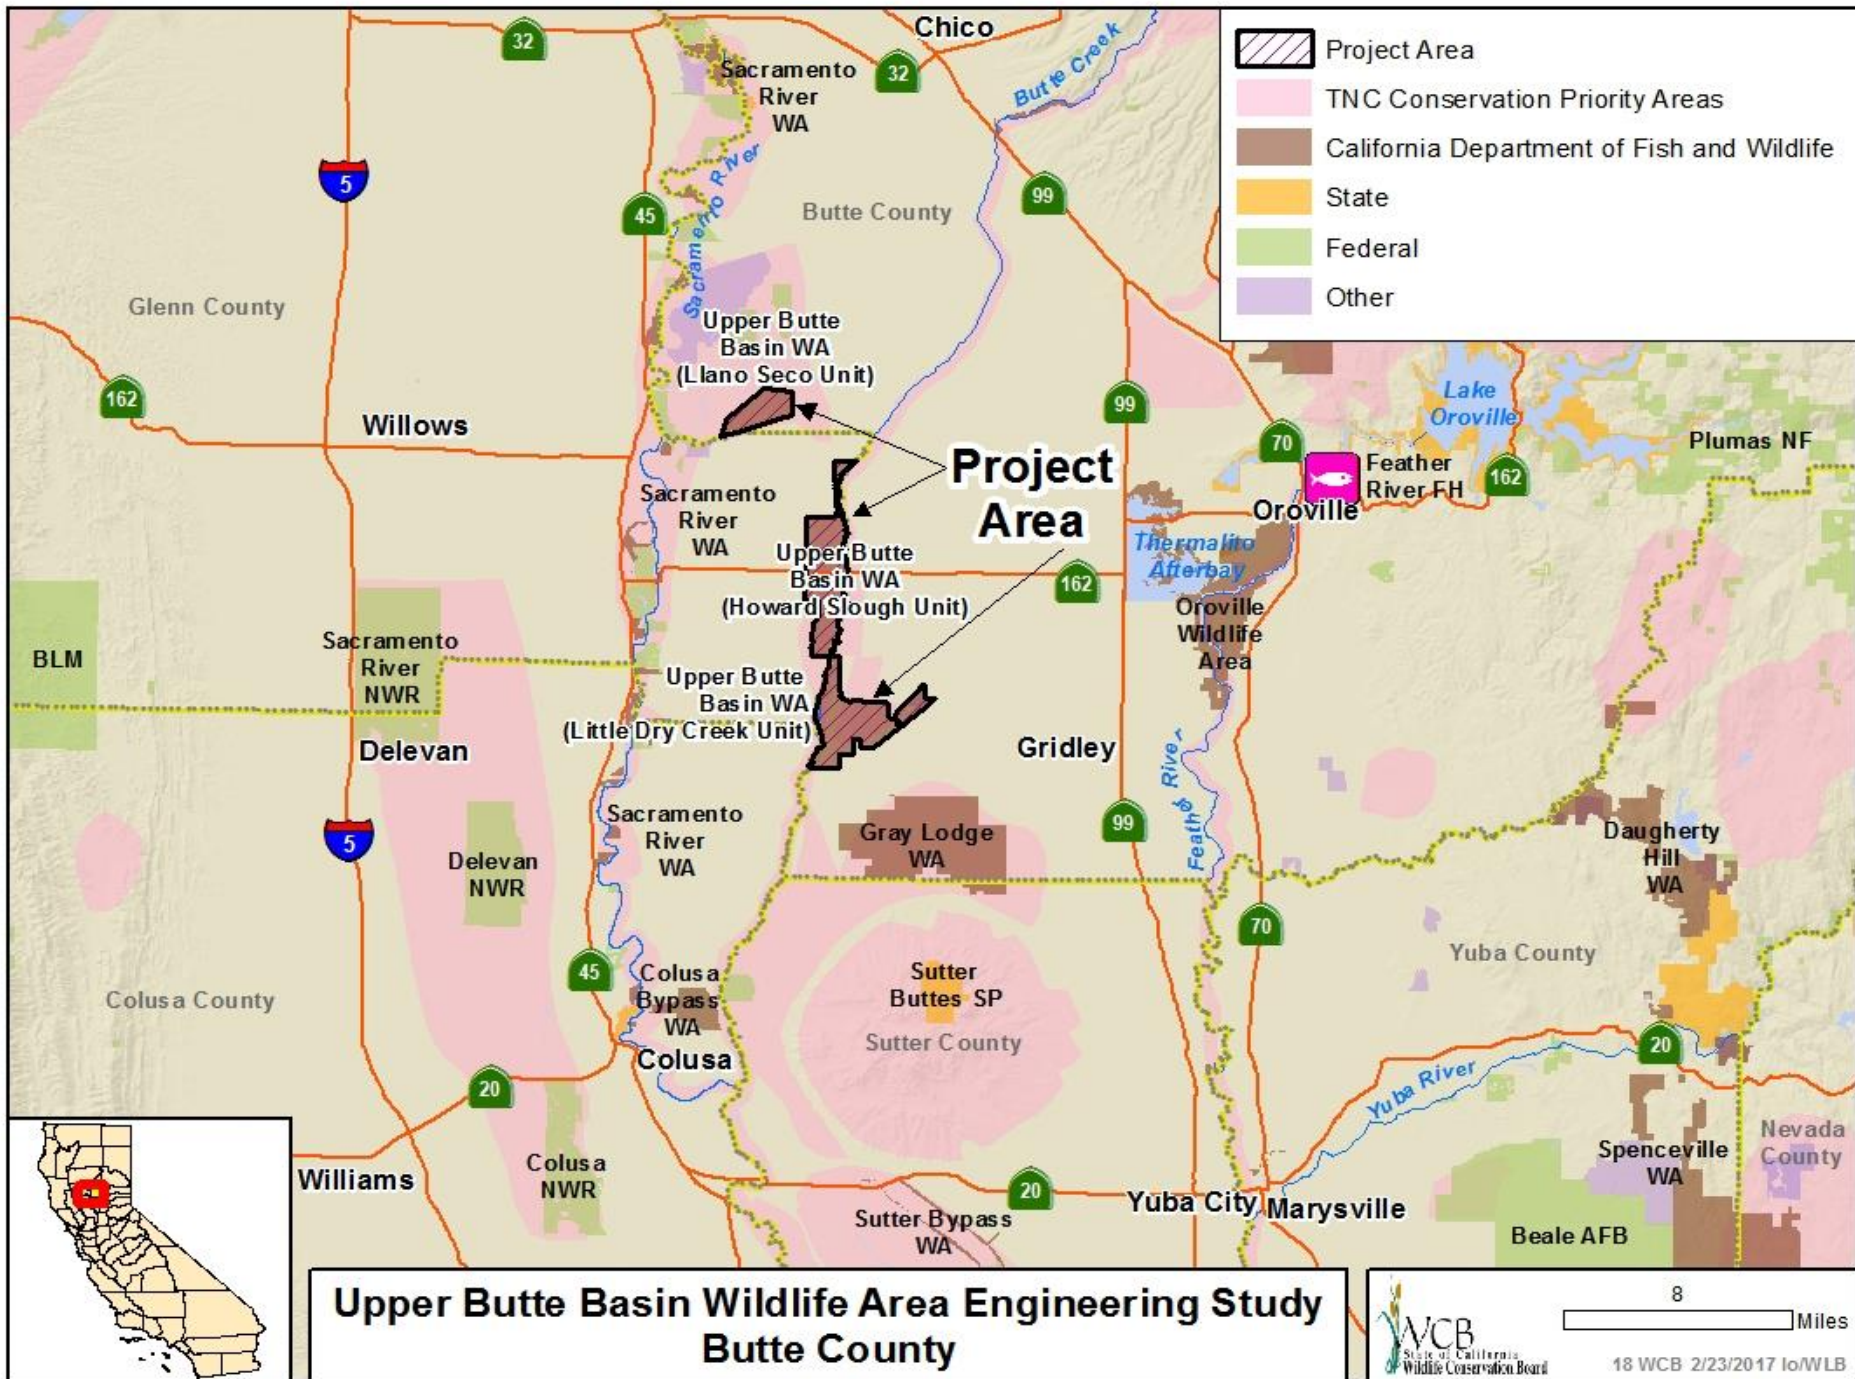 Chico
32
32
Sacramento
River
WA
Butte Creek
Project Area
TNC Conservation Priority Areas
California Department of Fish and Wildlife
State
Federal
Other
5
45
99
Sacramento River
Butte County
Glenn County
Upper Butte
Basin WA
(Llano Seco Unit)
162
99
Lake
Oroville
Willows
70
Plumas NF
Feather
River FH
162
Project
Area
Oroville
Sacramento
River
WA
Thermalito
Afterbay
Upper Butte
Basin WA
(Howard Slough Unit)
162
Oroville
Wildlife
Area
BLM
Sacramento
River
NWR
Upper Butte
Basin WA
(Little Dry Creek Unit)
Delevan
Gridley
Feather River
5
Sacramento
River
WA
Gray Lodge
WA
99
Daugherty
Hill
WA
Delevan
NWR
70
Yuba County
45
Colusa
Bypass
WA
Sutter
Buttes SP
Colusa County
Sutter County
Colusa
20
20
Yuba River
Nevada
County
Spenceville
WA
Williams
Colusa
NWR
20
Yuba City
Marysville
Sutter Bypass
WA
Beale AFB
Upper Butte Basin Wildlife Area Engineering Study
Butte County
8
Miles
WCB
State of California
Wildlife Conservation Board
18 WCB 2/23/2017 lo/WLB